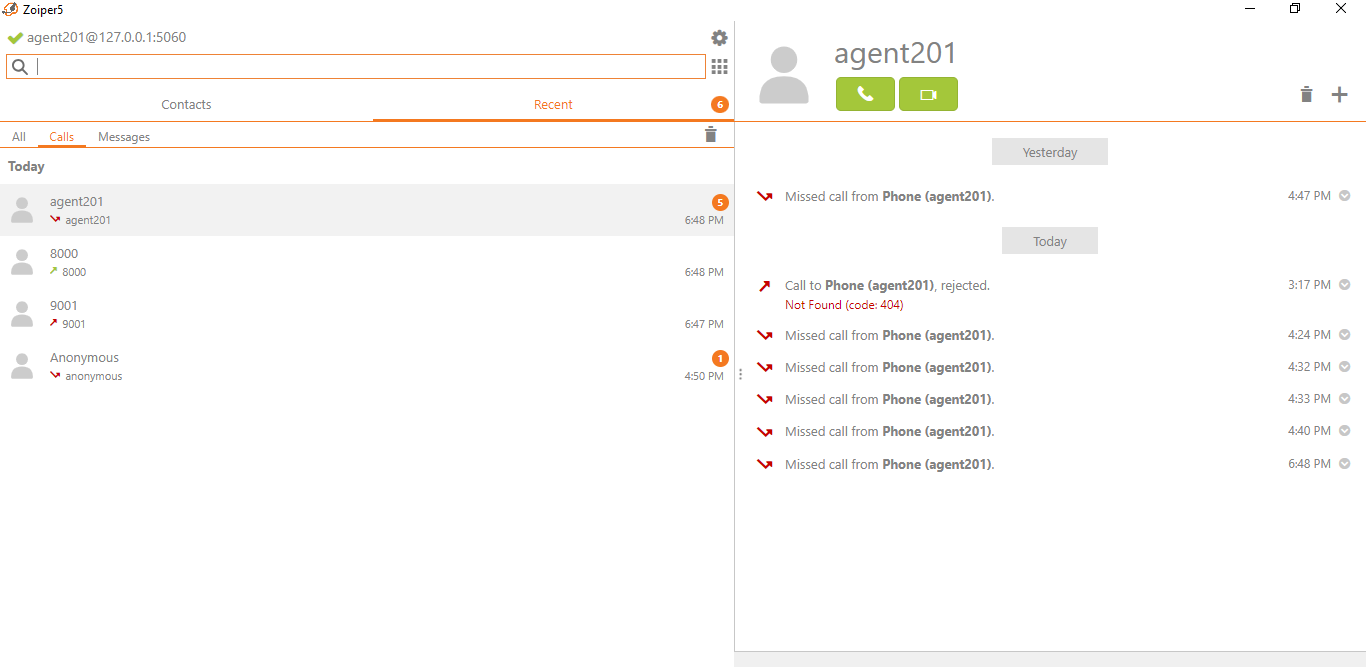 Zoiper5
agent201@127.0.0.1:5060
Contacts
Recent
6
All
Calls
Messages
Today
agent201
5
agent201
6:48 PM
8000
8000
6:48 PM
9001
9001
6:47 PM
Anonymous
1
anonymous
4:50 PM
agent201
Yesterday
Missed call from Phone (agent201).
4:47 PM
Today
Call to Phone (agent201), rejected.
3:17 PM
Not Found (code: 404)
Missed call from Phone (agent201).
4:24 PM
Missed call from Phone (agent201).
4:32 PM
Missed call from Phone (agent201).
4:33 PM
Missed call from Phone (agent201).
4:40 PM
Missed call from Phone (agent201).
6:48 PM